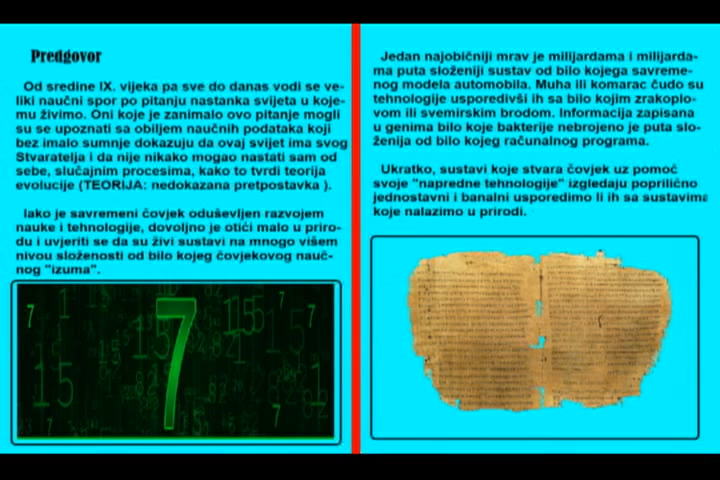 Predgovor
Od sredine IX. vijeka pa sve do danas vodi se ve-
liki naučni spor po pitanju nastanka svijeta u koje-
mu živimo. Oni koje je zanimalo ovo pitanje mogli
su se upoznati sa obiljem naučnih podataka koji
bez imalo sumnje dokazuju da ovaj svijet ima svog
Stvaratelja i da nije nikako mogao nastati sam od
sebe, slučajnim procesima, kako to tvrdi teorija
evolucije (TEORIJA: nedokazana pretpostavka ).
Iako je savremeni čovjek oduševljen razvojem
nauke i tehnologije, dovoljno je otići malo u priro-
du i uvjeriti se da su živi sustavi na mnogo višem
nivou složenosti od bilo kojeg čovjekovog nauč-
nog "izuma".
7
Jedan najobičniji mrav je milijardama i milijarda-
ma puta složeniji sustav od bilo kojega savreme-
nog modela automobila. Muha ili komarac čudo su
tehnologije usporedivši ih sa bilo kojim zrakoplo-
vom ili svemirskim brodom. Informacija zapisana
u genima bilo koje bakterije nebrojeno je puta slo-
ženija od bilo kojeg računalnog programa.
Ukratko, sustavi koje stvara čovjek uz pomoć
svoje "napredne tehnologije" izgledaju poprilično
jednostavni i banalni usporedimo li ih sa sustavima
koje nalazimo u prirodi.